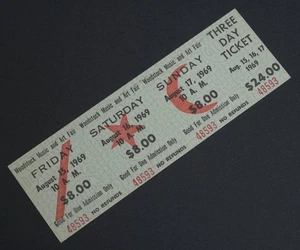 Woodstock Music and Art Fair
FRIDAY
August 15, 1969
10 A. M.
$8.00
Good For One Admission Only
48593 NO REFUNDS
Woodstock Music and Art Fair
SATURDAY
August 16, 1969
10 A. M.
$8.00
Good For One Admission Only
48593 NO REFUNDS
Woodstock Music and Art Fair
SUNDAY
August 17, 1969
10 A. M.
$8.00
Good For One Admission Only
48593 NO REFUNDS
THREE
DAY
TICKET
Aug. 15, 16, 17
1969
$24.00
48593